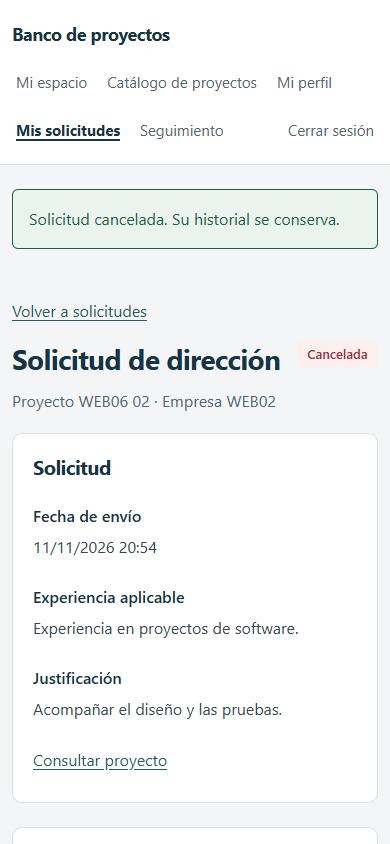 Banco de proyectos
Mi espacio Catálogo de proyectos Mi perfil
Mis solicitudes Seguimiento Cerrar sesión
Solicitud cancelada. Su historial se conserva.
Volver a solicitudes
Solicitud de dirección Cancelada
Proyecto WEB06 02 · Empresa WEB02
Solicitud
Fecha de envío
11/11/2026 20:54
Experiencia aplicable
Experiencia en proyectos de software.
Justificación
Acompañar el diseño y las pruebas.
Consultar proyecto